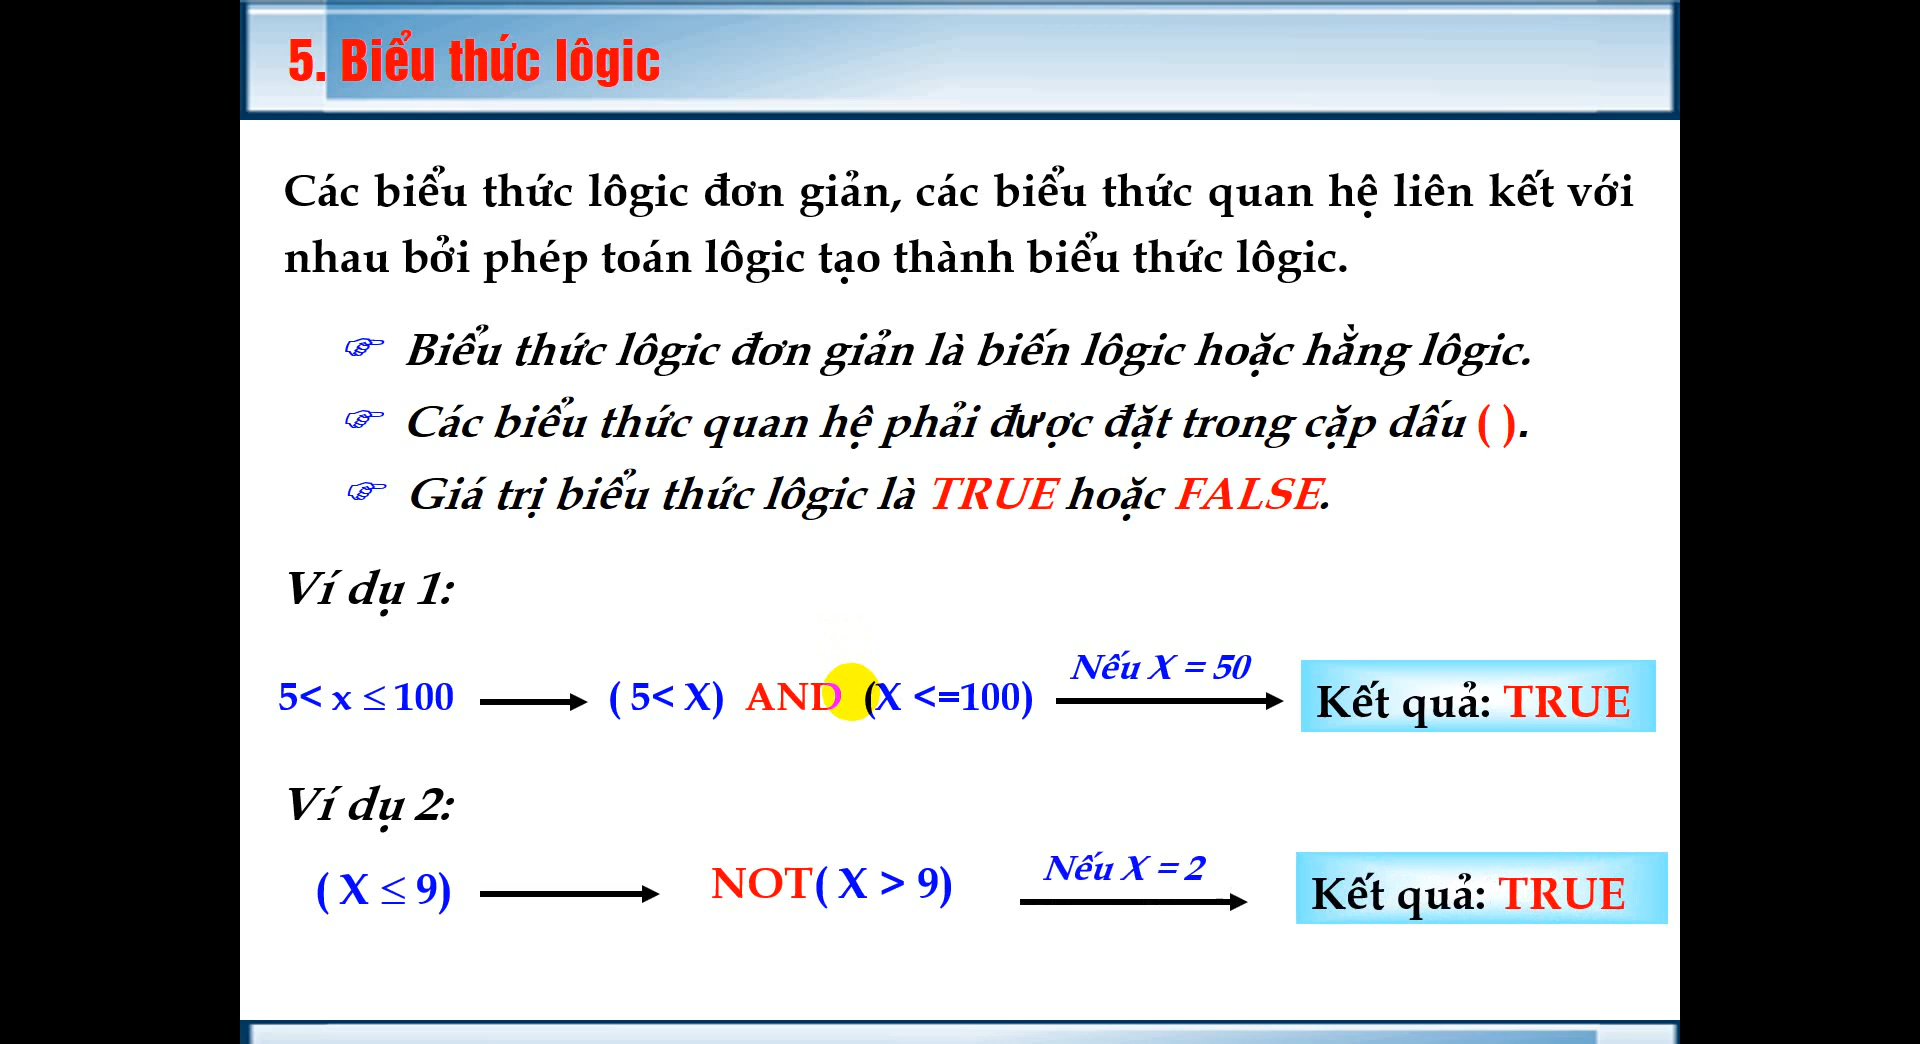 5. Biểu thức lôgic
Các biểu thức lôgic đơn giản, các biểu thức quan hệ liên kết với
nhau bởi phép toán lôgic tạo thành biểu thức lôgic.
Biểu thức lôgic đơn giản là biến lôgic hoặc hằng lôgic.
Các biểu thức quan hệ phải được đặt trong cặp dấu ( ).
Giá trị biểu thức lôgic là TRUE hoặc FALSE.
Ví dụ 1:
5< x ≤ 100 ( 5< X) AND (X <=100) Nếu X = 50 Kết quả: TRUE
Ví dụ 2:
( X ≤ 9) NOT( X > 9) Nếu X = 2 Kết quả: TRUE